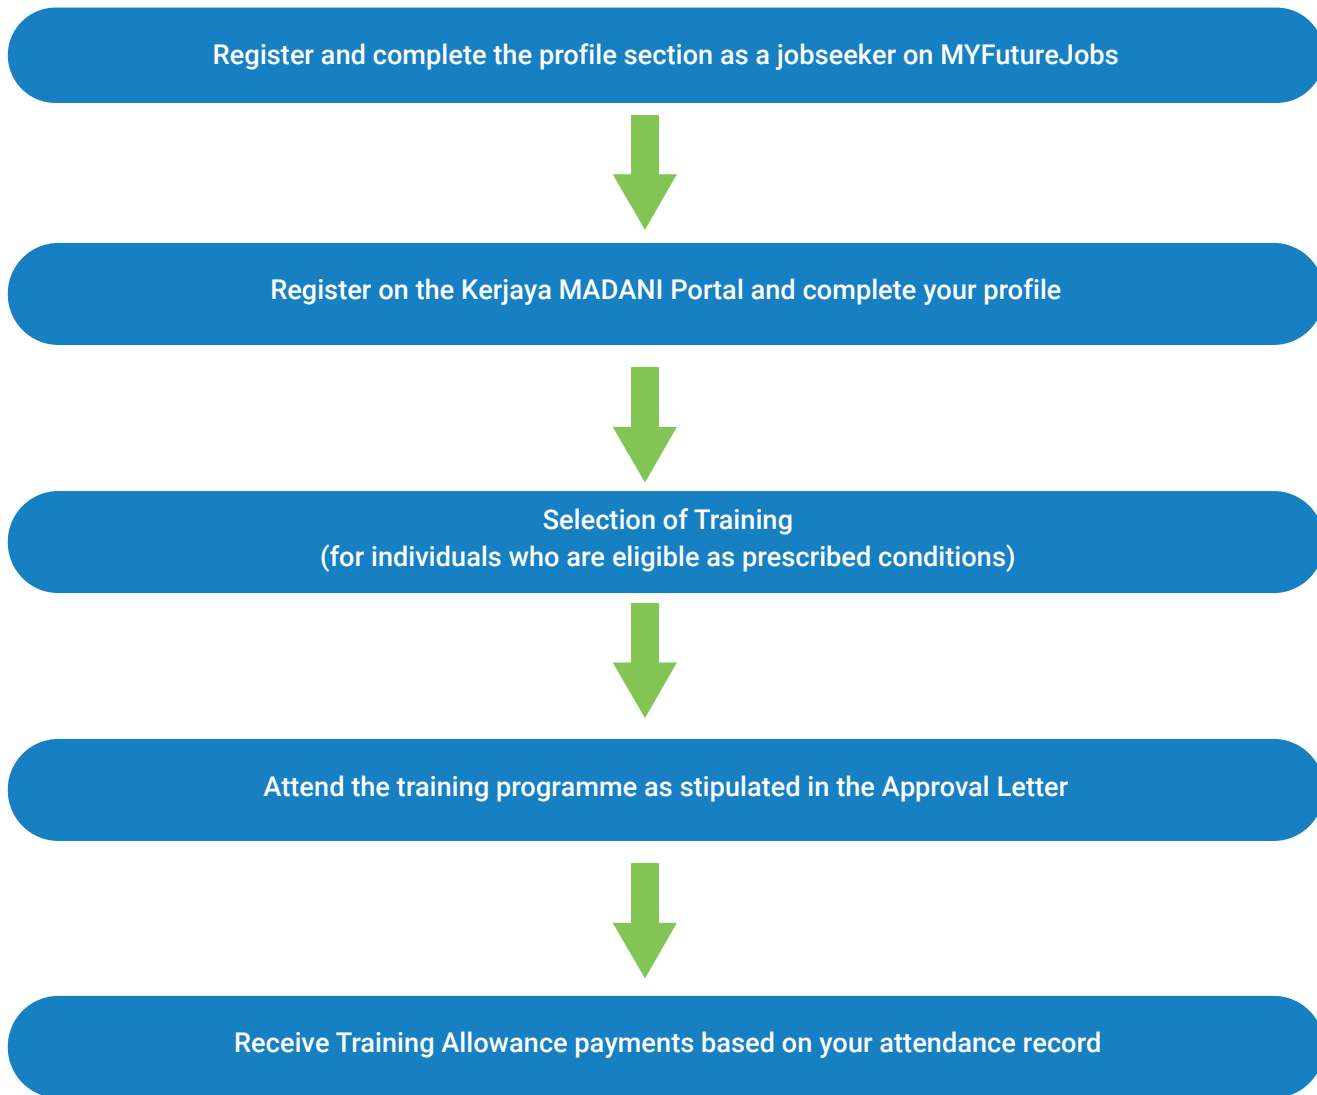 Register and complete the profile section as a jobseeker on MYFutureJobs
Register on the Kerjaya MADANI Portal and complete your profile
Selection of Training
(for individuals who are eligible as prescribed conditions)
Attend the training programme as stipulated in the Approval Letter
Receive Training Allowance payments based on your attendance record